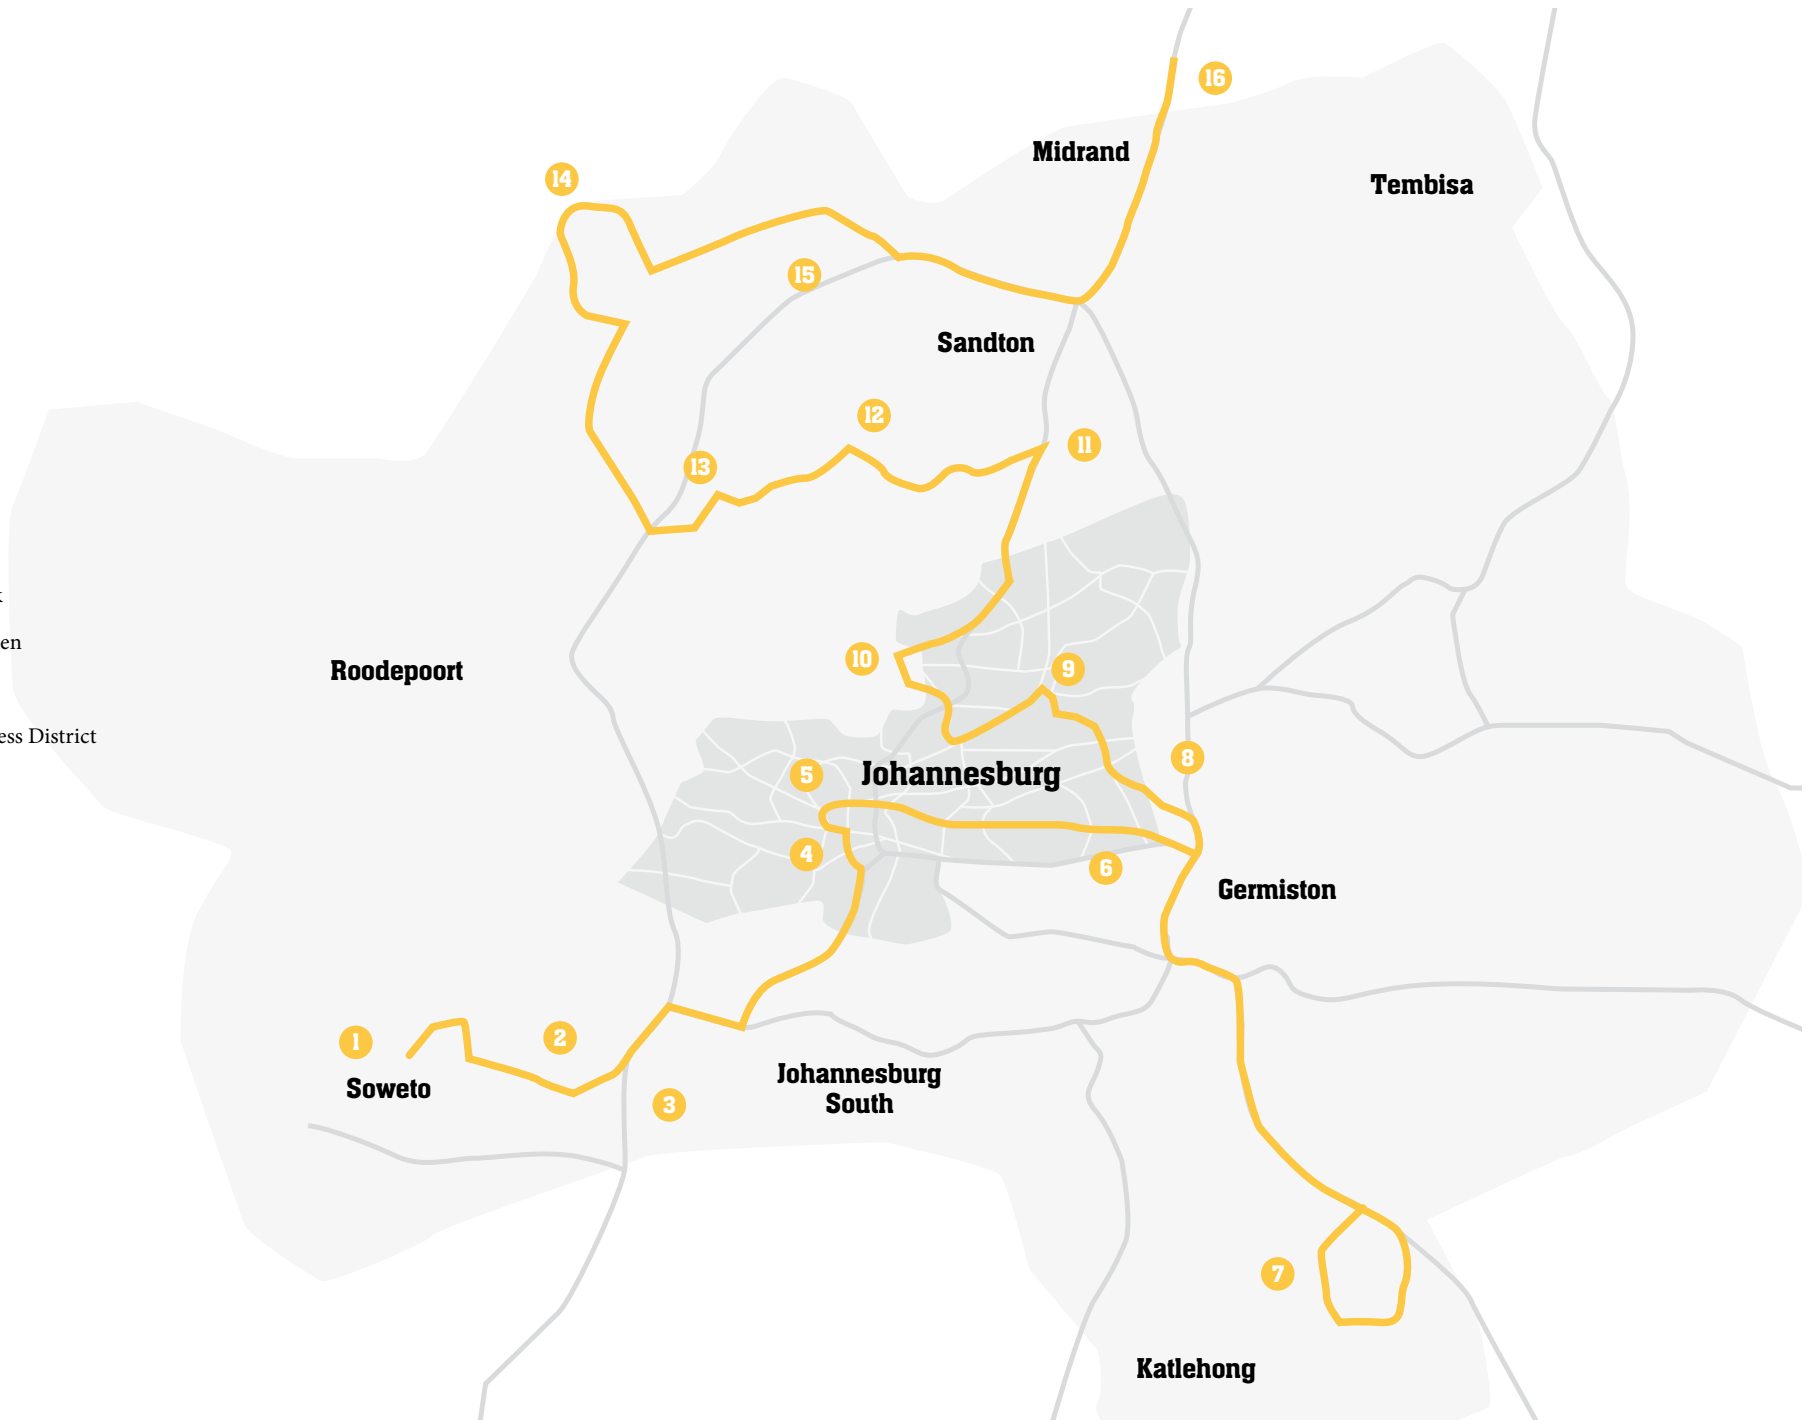 16
Midrand
14
Tembisa
15
Sandton
12
11
13
en
10
Roodepoort
9
ess District
8
5
Johannesburg
4
6
Germiston
1
2
Soweto
Johannesburg
South
3
7
Katlehong